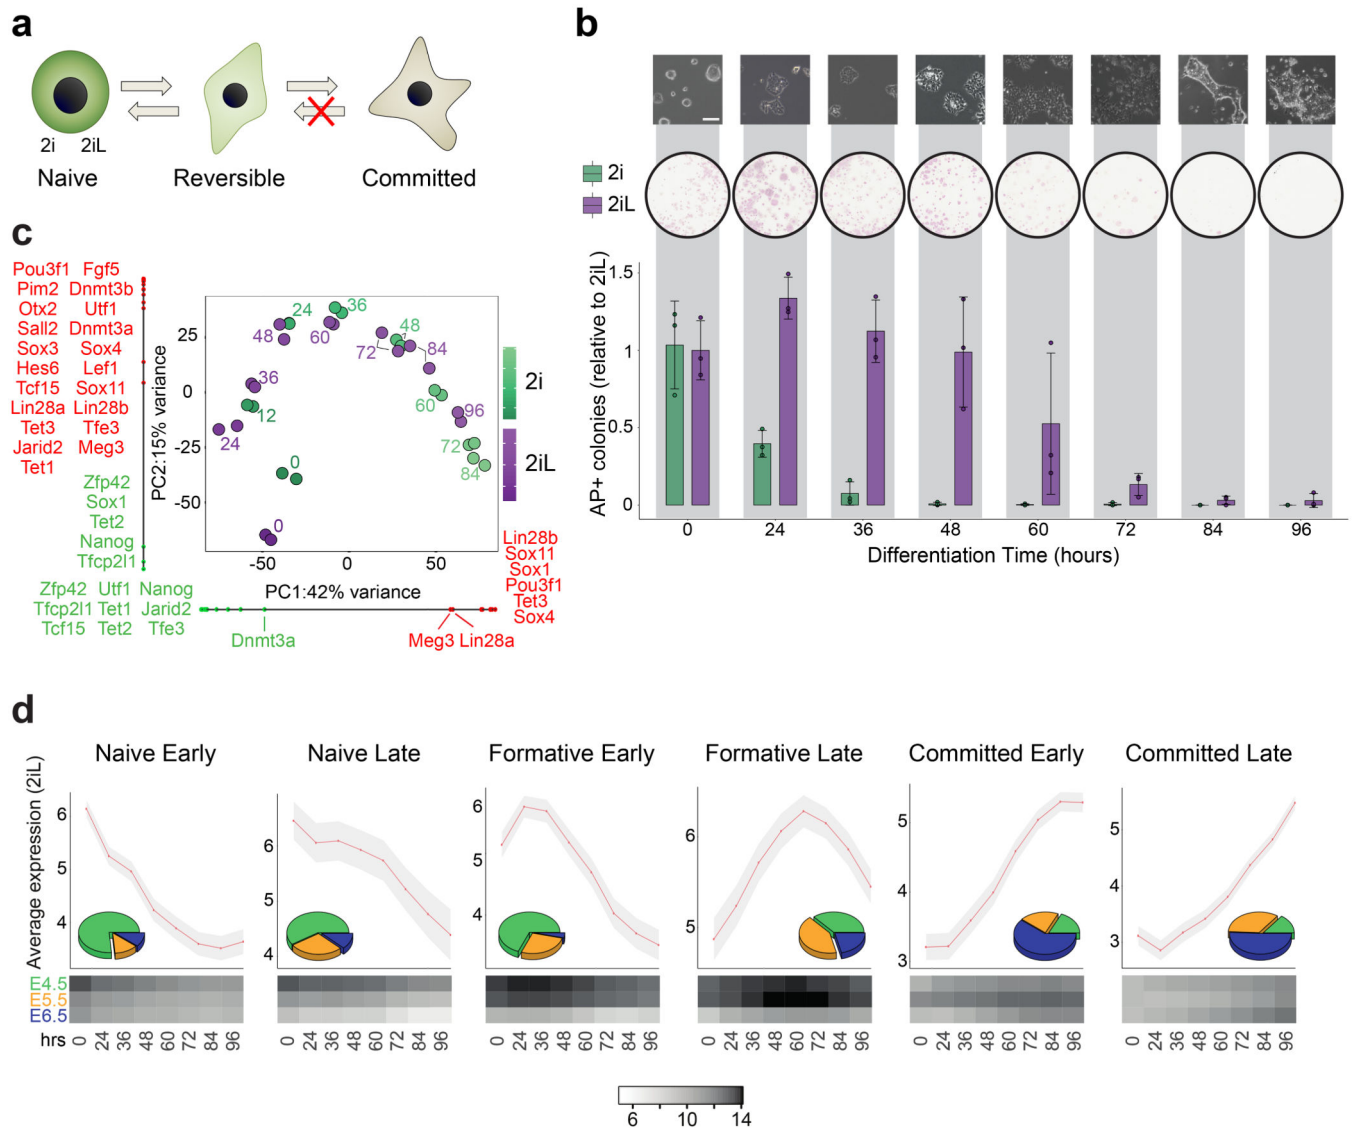 a
2i 2iL
Naive Reversible Committed
b
2i
2iL
AP+ colonies (relative to 2iL)
1.5
1
0.5
0
0 24 36 48 60 72 84 96
Differentiation Time (hours)
c
Pou3f1 Fgf5
Pim2 Dnmt3b
Otx2 Utf1
Sall2 Dnmt3a
Sox3 Sox4
Hes6 Lef1
Tcf15 Sox11
Lin28a Lin28b
Tet3 Tfe3
Jarid2 Meg3
Tet1
Zfp42
Sox1
Tet2
Nanog
Tfcp2l1
PC2:15% variance
25
0
-25
-50
24 36
48 60 48
72 84
36
12 60
96
24 72
0 84
0
2i
2iL
-50 0 50
PC1:42% variance
Zfp42 Utf1 Nanog
Tfcp2l1 Tet1 Jarid2
Tcf15 Tet2 Tfe3
Dnmt3a
Meg3 Lin28a
Lin28b
Sox11
Sox1
Pou3f1
Tet3
Sox4
d
Average expression (2iL)
Naive Early Naive Late Formative Early Formative Late Committed Early Committed Late
6
5
4
6
5
4
6
5
4
6
5
5
4
3
5
4
3
E4.5
E5.5
E6.5
hrs 0 24 36 48 60 72 84 96
0 24 36 48 60 72 84 96
0 24 36 48 60 72 84 96
0 24 36 48 60 72 84 96
0 24 36 48 60 72 84 96
0 24 36 48 60 72 84 96
6 10 14